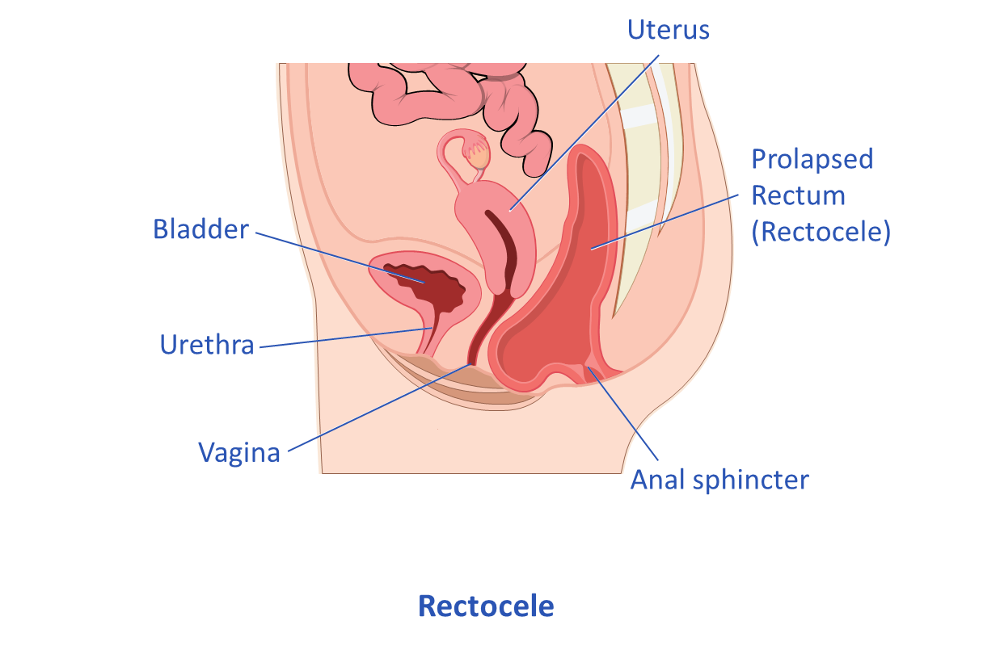 Uterus
Prolapsed
Rectum
(Rectocele)
Bladder
Urethra
Vagina
Anal sphincter
Rectocele